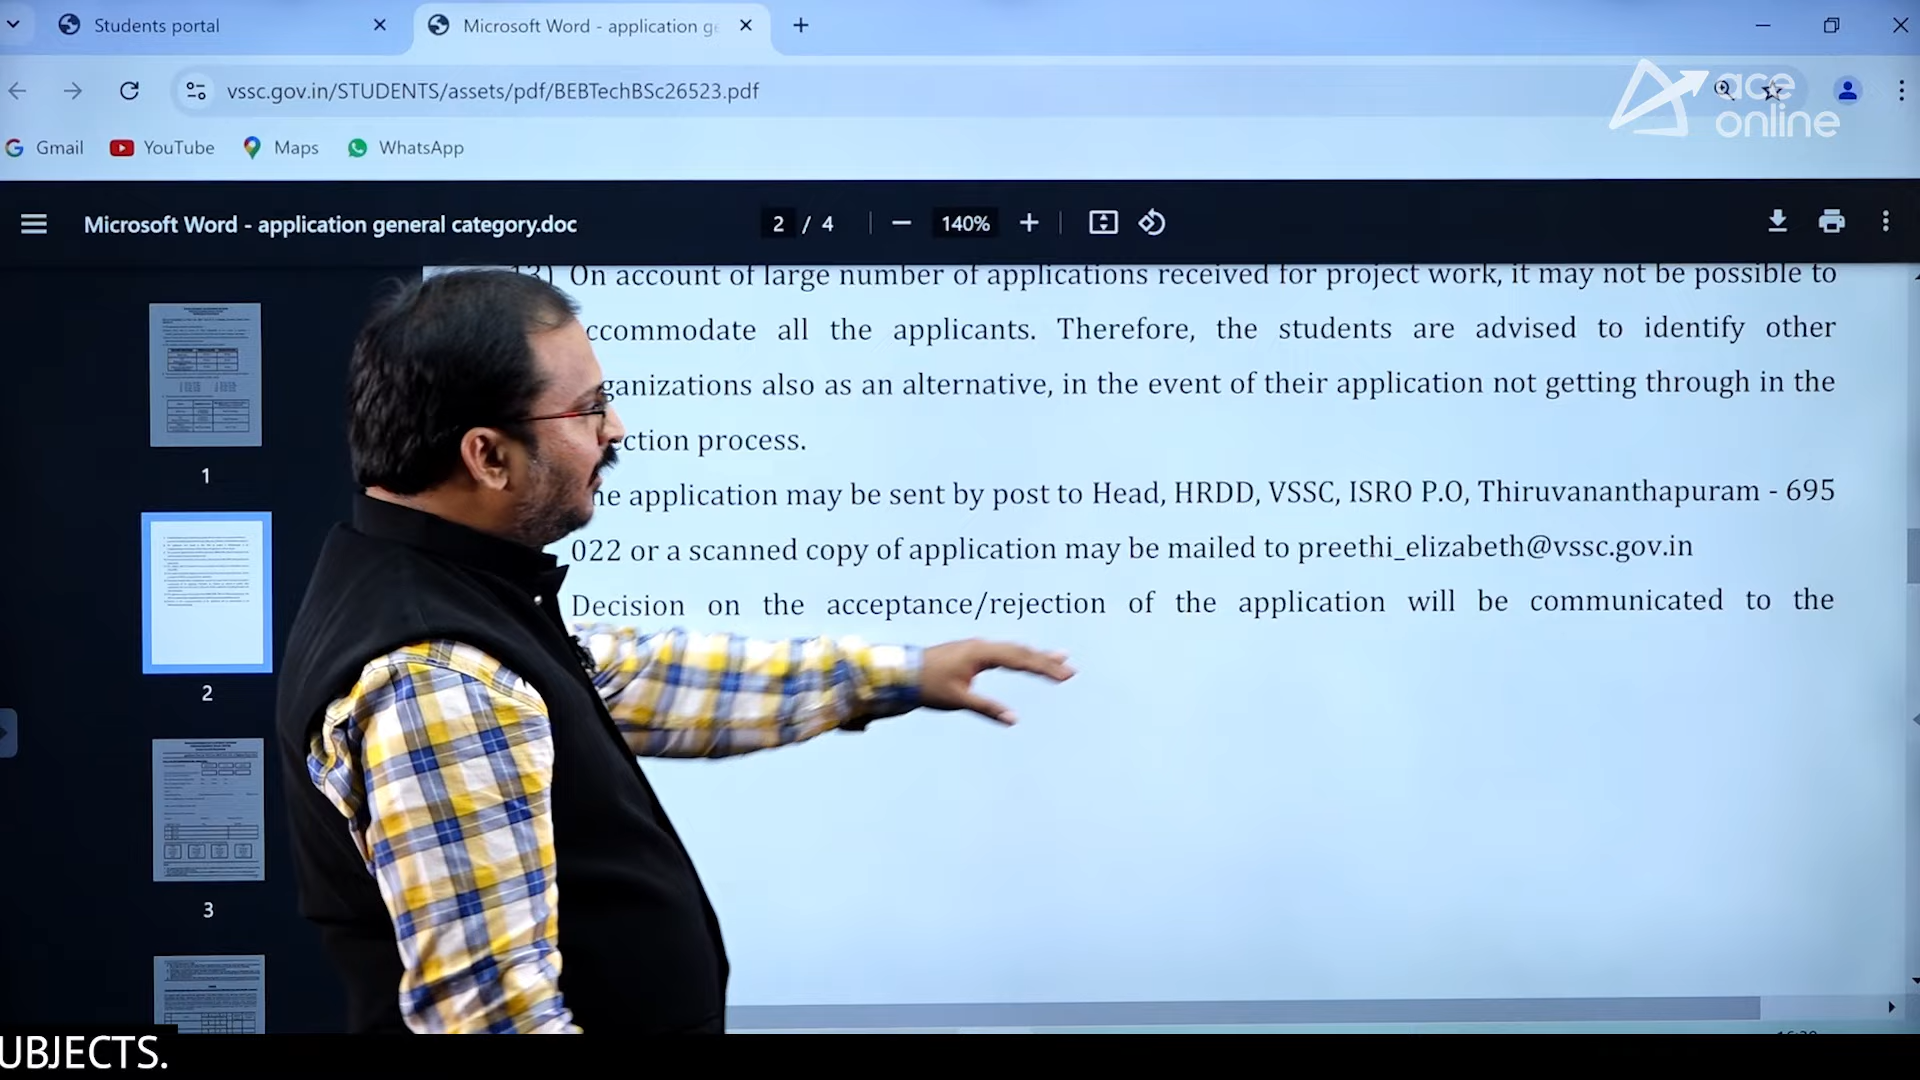 Students portal
Microsoft Word - application ge
vssc.gov.in/STUDENTS/assets/pdf/BEBTechBSc26523.pdf
ace
online
Gmail
YouTube
Maps
WhatsApp
Microsoft Word - application general category.doc
2 / 4
140%
13) On account of large number of applications received for project work, it may not be possible to
ccommodate all the applicants. Therefore, the students are advised to identify other
ganizations also as an alternative, in the event of their application not getting through in the
ection process.
he application may be sent by post to Head, HRDD, VSSC, ISRO P.O, Thiruvananthapuram - 695
022 or a scanned copy of application may be mailed to preethi_elizabeth@vssc.gov.in
Decision on the acceptance/rejection of the application will be communicated to the
1
2
3
UBJECTS.